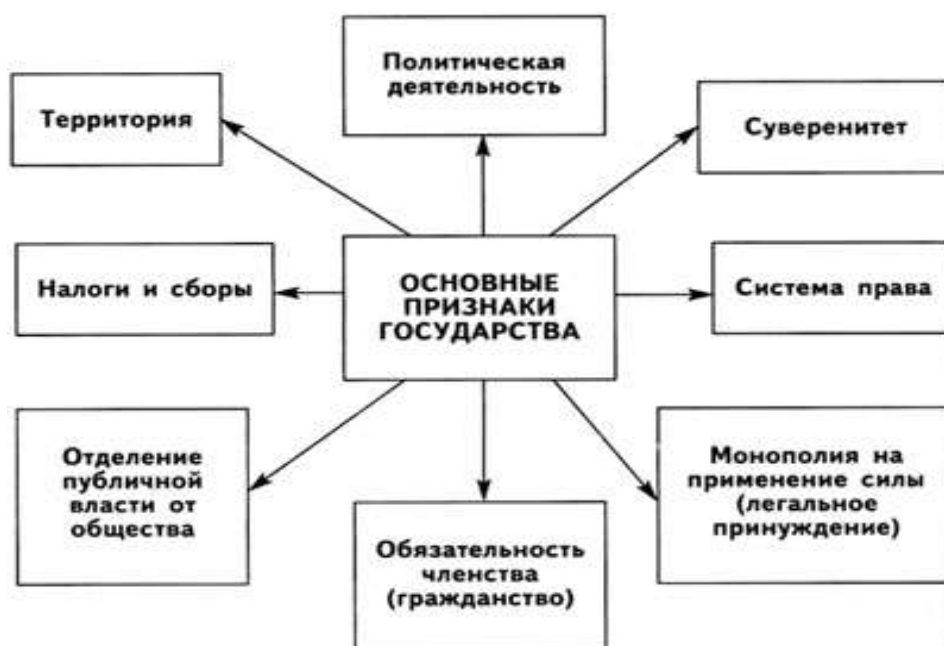 Политическая
деятельность
Территория
Суверенитет
Налоги и сборы
ОСНОВНЫЕ
ПРИЗНАКИ
ГОСУДАРСТВА
Система права
Отделение
публичной
власти от
общества
Обязательность
членства
(гражданство)
Монополия на
применение силы
(легальное
принуждение)